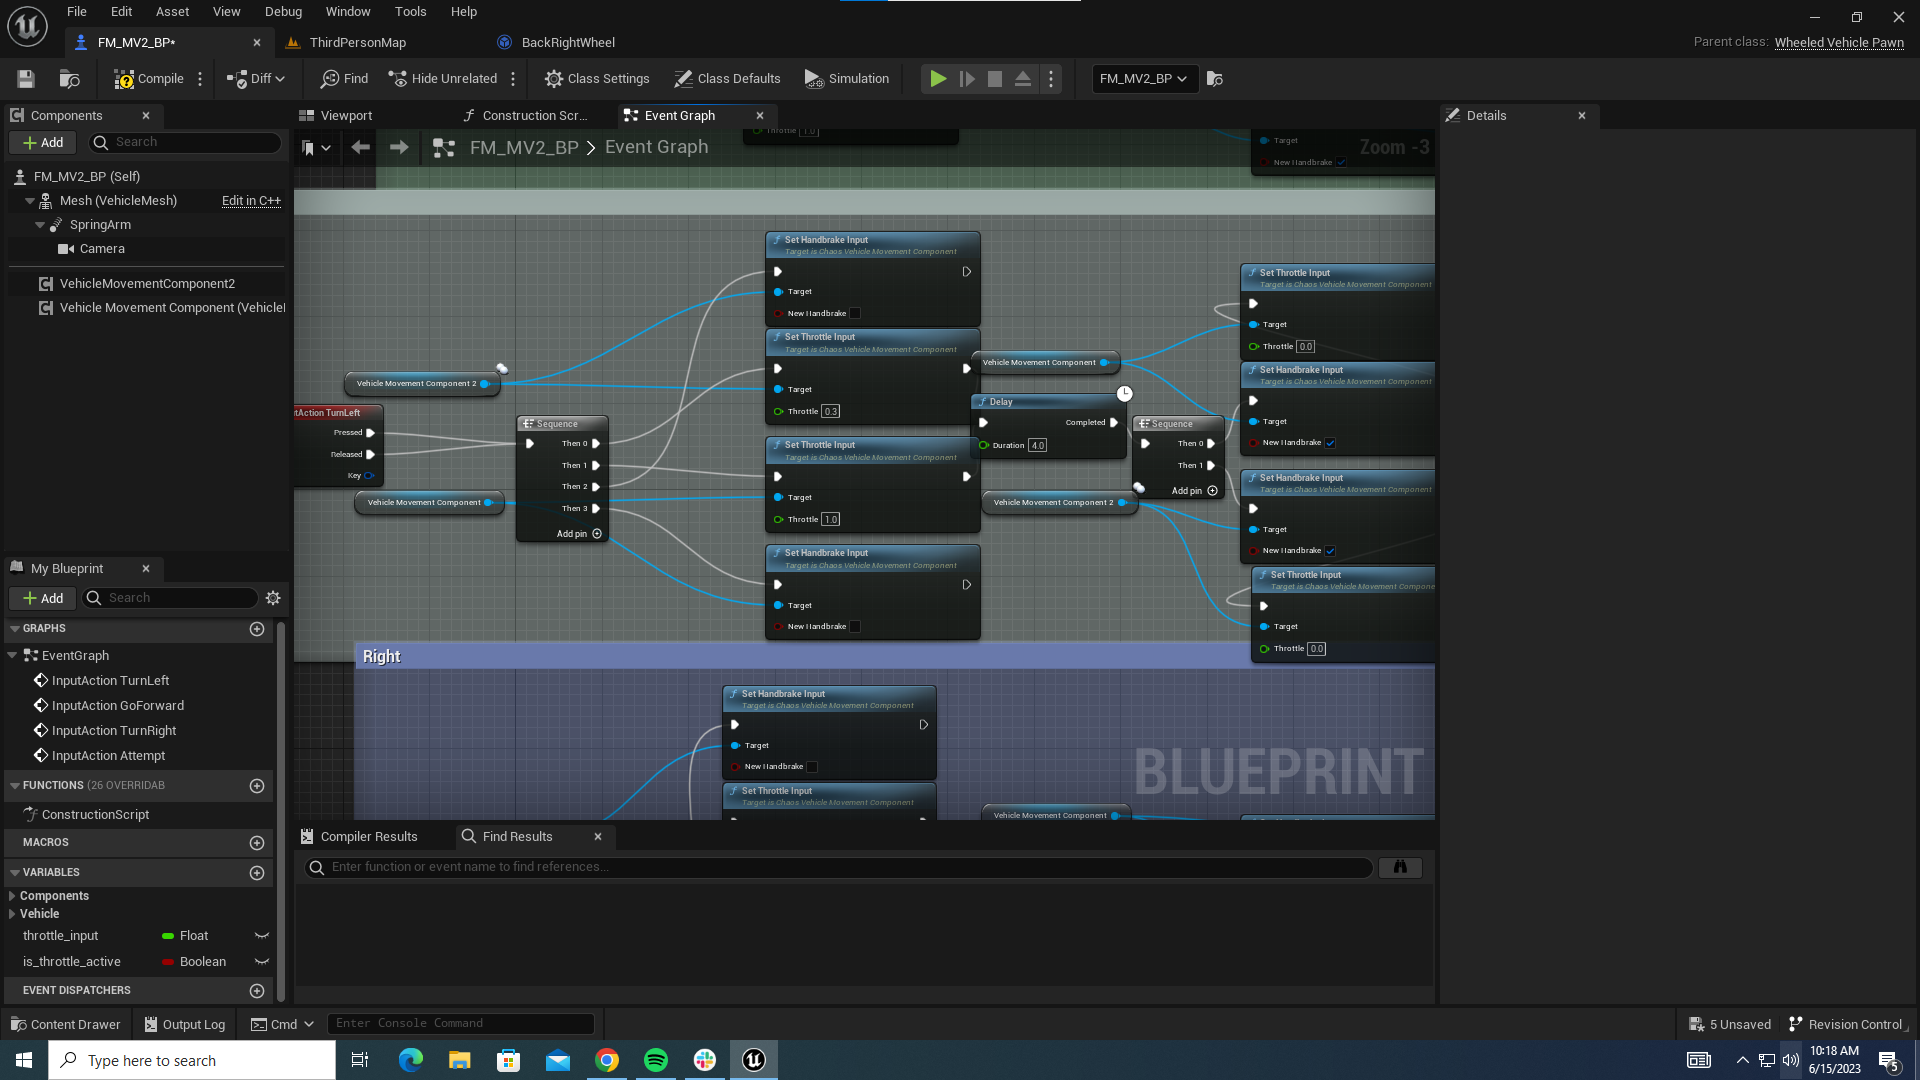 File Edit Asset View Debug Window Tools Help
FM_MV2_BP* ThirdPersonMap BackRightWheel
Parent class: Wheeled Vehicle Pawn
Compile Diff Find Hide Unrelated Class Settings Class Defaults Simulation FM_MV2_BP
Components
Add Search
FM_MV2_BP (Self)
Mesh (VehicleMesh) Edit in C++
SpringArm
Camera
VehicleMovementComponent2
Vehicle Movement Component (Vehicle
Viewport Construction Scr... Event Graph
FM_MV2_BP > Event Graph
Zoom -3
Throttle 1.0
Target
New Handbrake
Set Handbrake Input
Target is Chaos Vehicle Movement Component
Target
New Handbrake
Set Throttle Input
Target is Chaos Vehicle Movement Component
Target
Throttle 0.3
Set Throttle Input
Target is Chaos Vehicle Movement Component
Target
Throttle 1.0
Set Handbrake Input
Target is Chaos Vehicle Movement Component
Target
New Handbrake
Vehicle Movement Component 2
tAction TurnLeft
Pressed
Released
Key
Vehicle Movement Component
Sequence
Then 0
Then 1
Then 2
Then 3
Add pin
Vehicle Movement Component
Delay
Completed
Duration 4.0
Sequence
Then 0
Then 1
Add pin
Vehicle Movement Component 2
Set Throttle Input
Target is Chaos Vehicle Movement Component
Target
Throttle 0.0
Set Handbrake Input
Target is Chaos Vehicle Movement Component
Target
New Handbrake
Set Handbrake Input
Target is Chaos Vehicle Movement Component
Target
New Handbrake
Set Throttle Input
Target is Chaos Vehicle Movement Compone
Target
Throttle 0.0
Right
Set Handbrake Input
Target is Chaos Vehicle Movement Component
Target
New Handbrake
Set Throttle Input
Target is Chaos Vehicle Movement Component
Vehicle Movement Component
BLUEPRINT
My Blueprint
Add Search
GRAPHS
EventGraph
InputAction TurnLeft
InputAction GoForward
InputAction TurnRight
InputAction Attempt
FUNCTIONS (26 OVERRIDAB
ConstructionScript
MACROS
VARIABLES
Components
Vehicle
throttle_input Float
is_throttle_active Boolean
EVENT DISPATCHERS
Compiler Results Find Results
Enter function or event name to find references...
Details
Content Drawer Output Log Cmd Enter Console Command
5 Unsaved Revision Control
Type here to search
10:18 AM
6/15/2023
5